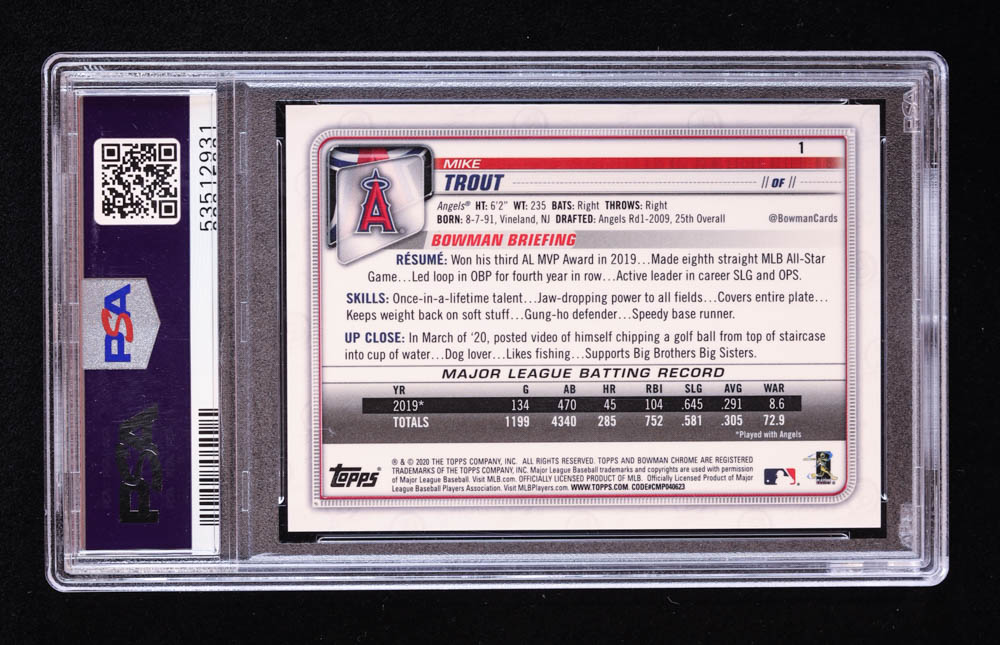 53512931
PSA
PSA
1
MIKE
TROUT
// OF //
Angels® HT: 6'2" WT: 235 BATS: Right THROWS: Right
BORN: 8-7-91, Vineland, NJ DRAFTED: Angels Rd1-2009, 25th Overall
@BowmanCards
A
BOWMAN BRIEFING
RÉSUMÉ: Won his third AL MVP Award in 2019...Made eighth straight MLB All-Star
Game...Led loop in OBP for fourth year in row...Active leader in career SLG and OPS.
SKILLS: Once-in-a-lifetime talent...Jaw-dropping power to all fields...Covers entire plate...
Keeps weight back on soft stuff...Gung-ho defender...Speedy base runner.
UP CLOSE: In March of '20, posted video of himself chipping a golf ball from top of staircase
into cup of water...Dog lover...Likes fishing...Supports Big Brothers Big Sisters.
MAJOR LEAGUE BATTING RECORD
YR G AB HR RBI SLG AVG WAR
2019* 134 470 45 104 .645 .291 8.6
TOTALS 1199 4340 285 752 .581 .305 72.9
*Played with Angels
Topps®
® & © 2020 THE TOPPS COMPANY, INC. ALL RIGHTS RESERVED. TOPPS AND BOWMAN CHROME ARE REGISTERED
TRADEMARKS OF THE TOPPS COMPANY, INC. Major League Baseball trademarks and copyrights are used with permission
of Major League Baseball. Visit MLB.com. OFFICIALLY LICENSED PRODUCT OF MLB. Officially Licensed Product of Major
League Baseball Players Association. Visit MLBPlayers.com. WWW.TOPPS.COM. CODE#CMP040623
PSA